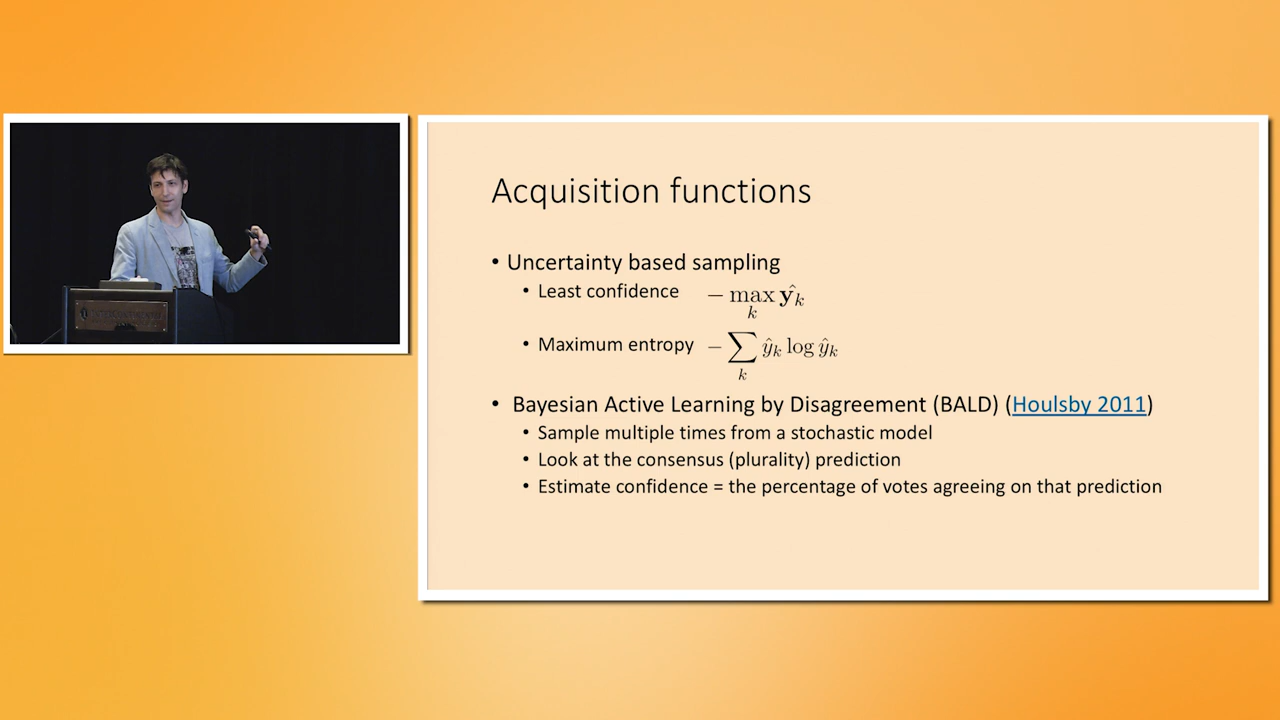 Acquisition functions
• Uncertainty based sampling
• Least confidence − max_k ŷ_k
• Maximum entropy − ∑_k ŷ_k log ŷ_k
• Bayesian Active Learning by Disagreement (BALD) (Houlsby 2011)
• Sample multiple times from a stochastic model
• Look at the consensus (plurality) prediction
• Estimate confidence = the percentage of votes agreeing on that prediction